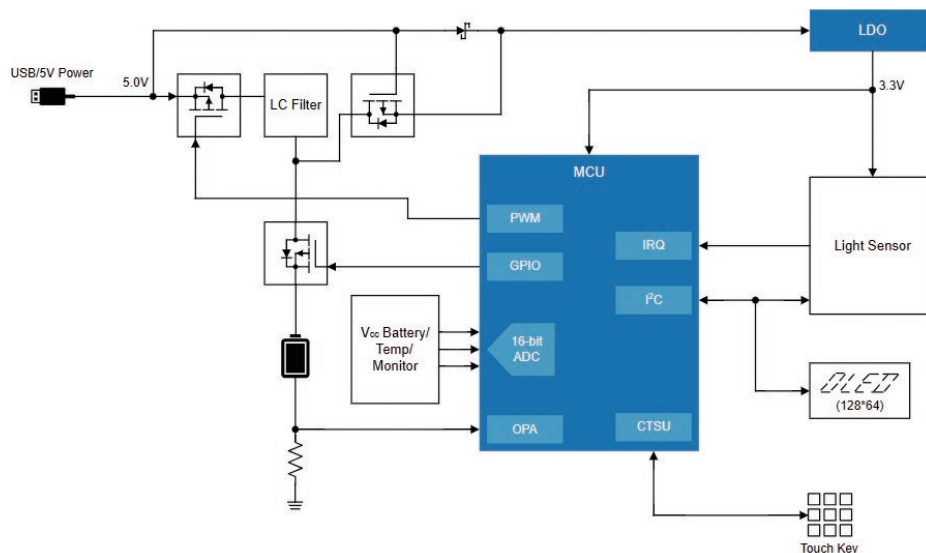 LDO
USB/5V Power
5.0V
3.3V
LC Filter
MCU
PWM
IRQ
Light Sensor
GPIO
I²C
Vcc Battery/
Temp/
Monitor
16-bit
ADC
OLED
(128*64)
OPA
CTSU
Touch Key